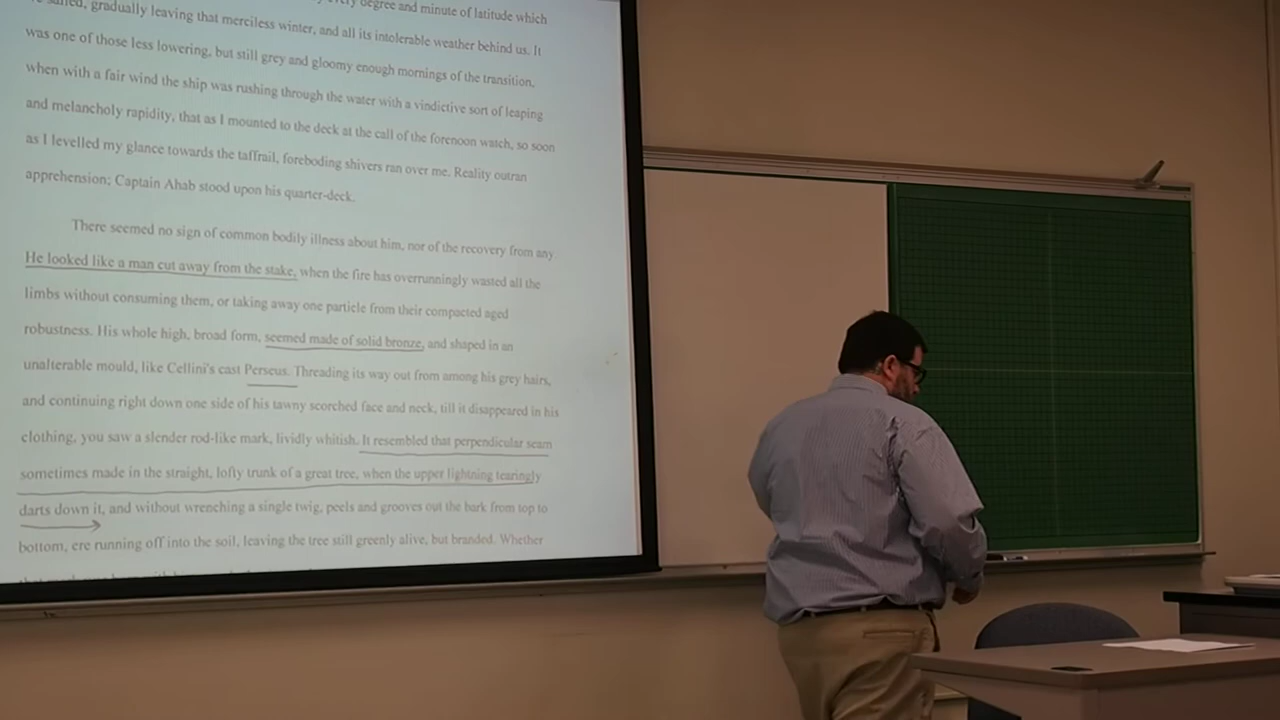 degree and minute of latitude which
sailed, gradually leaving that merciless winter, and all its intolerable weather behind us. It
was one of those less lowering, but still grey and gloomy enough mornings of the transition,
when with a fair wind the ship was rushing through the water with a vindictive sort of leaping
and melancholy rapidity, that as I mounted to the deck at the call of the forenoon watch, so soon
as I levelled my glance towards the taffrail, foreboding shivers ran over me. Reality outran
apprehension; Captain Ahab stood upon his quarter-deck.
There seemed no sign of common bodily illness about him, nor of the recovery from any
He looked like a man cut away from the stake, when the fire has overrunningly wasted all the
limbs without consuming them, or taking away one particle from their compacted aged
robustness. His whole high, broad form, seemed made of solid bronze, and shaped in an
unalterable mould, like Cellini's cast Perseus. Threading its way out from among his grey hairs,
and continuing right down one side of his tawny scorched face and neck, till it disappeared in his
clothing, you saw a slender rod-like mark, lividly whitish. It resembled that perpendicular seam
sometimes made in the straight, lofty trunk of a great tree, when the upper lightning tearingly
darts down it, and without wrenching a single twig, peels and grooves out the bark from top to
bottom, ere running off into the soil, leaving the tree still greenly alive, but branded. Whether